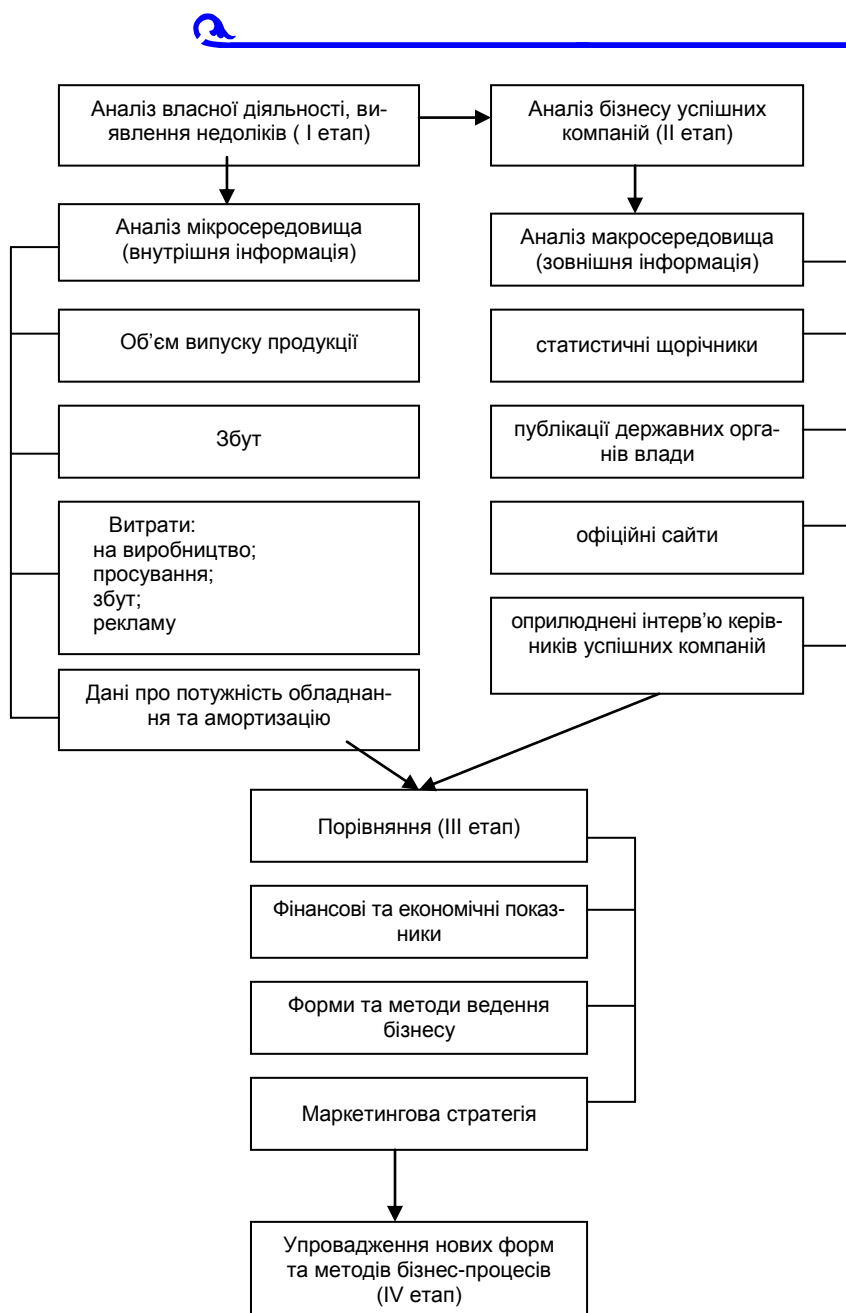 Аналіз власної діяльності, ви-
явлення недоліків ( І етап)
Аналіз бізнесу успішних
компаній (ІІ етап)
Аналіз мікросередовища
(внутрішня інформація)
Аналіз макросередовища
(зовнішня інформація)
Об’єм випуску продукції
статистичні щорічники
Збут
публікації державних орга-
нів влади
Витрати:
на виробництво;
просування;
збут;
рекламу
офіційні сайти
оприлюднені інтерв’ю керів-
ників успішних компаній
Дані про потужність обладнан-
ня та амортизацію
Порівняння (ІІІ етап)
Фінансові та економічні показ-
ники
Форми та методи ведення
бізнесу
Маркетингова стратегія
Упровадження нових форм
та методів бізнес-процесів
(IV етап)